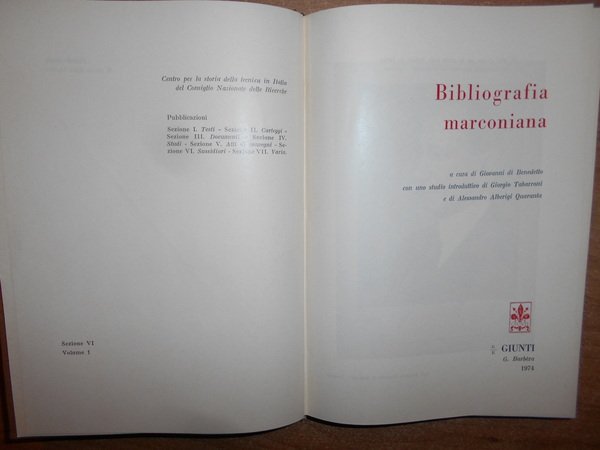 Centro per la storia della tecnica in Italia
del Consiglio Nazionale delle Ricerche
Pubblicazioni
Sezione I. Testi - Sezione II. Carteggi -
Sezione III. Documenti - Sezione IV.
Studi - Sezione V. Atti di convegni - Se-
zione VI. Sussidiari - Sezione VII. Varie.
Sezione VI
Volume 1
Bibliografia
marconiana
a cura di Giovanni di Benedetto
con uno studio introduttivo di Giorgio Tabarroni
e di Alessandro Alberigi Quaranta
GIUNTI
G. Barbèra
1974